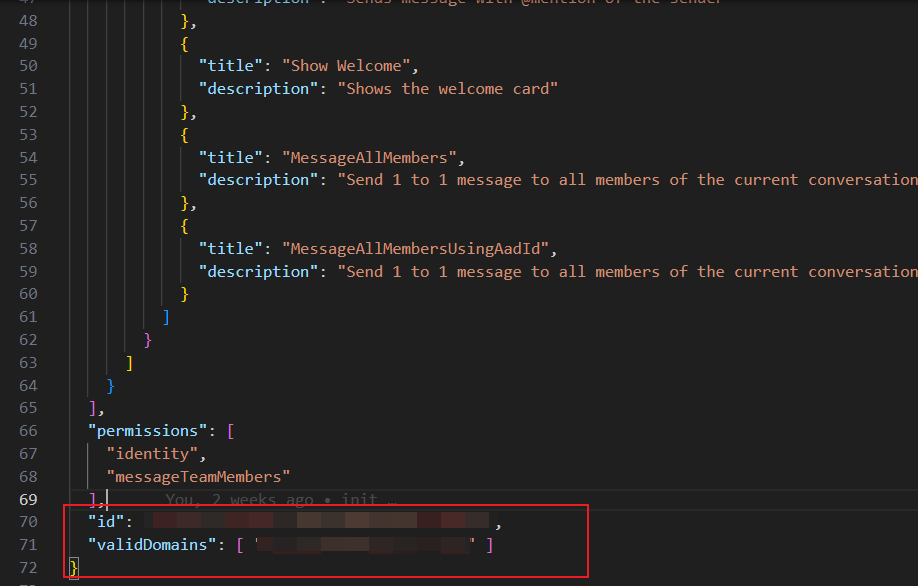 47 "description": "Sends message with @mention of the sender"
48 },
49 {
50 "title": "Show Welcome",
51 "description": "Shows the welcome card"
52 },
53 {
54 "title": "MessageAllMembers",
55 "description": "Send 1 to 1 message to all members of the current conversation
56 },
57 {
58 "title": "MessageAllMembersUsingAadId",
59 "description": "Send 1 to 1 message to all members of the current conversation
60 }
61 ]
62 }
63 ]
64 }
65 ],
66 "permissions": [
67 "identity",
68 "messageTeamMembers"
69 ], You, 2 weeks ago • init …
70 "id": ,
71 "validDomains": [ " " ]
72 }